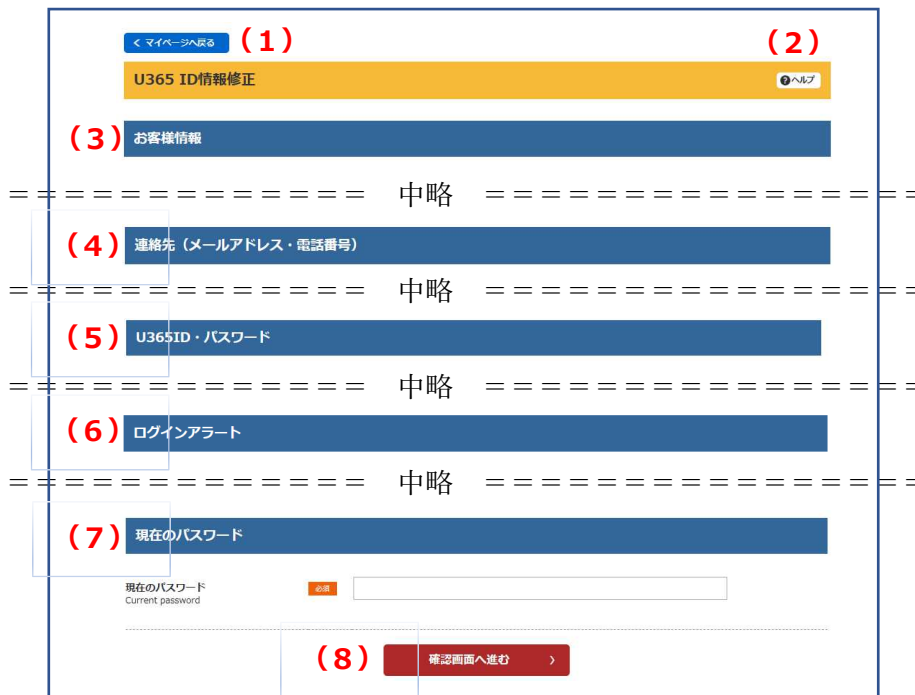 < マイページへ戻る (1) (2)
U365 ID情報修正 ?ヘルプ
(3) お客様情報
============== 中略 ================
(4) 連絡先（メールアドレス・電話番号）
============== 中略 ================
(5) U365ID・パスワード
============== 中略 ================
(6) ログインアラート
============== 中略 ================
(7) 現在のパスワード
現在のパスワード 必須
Current password
(8) 確認画面へ進む >